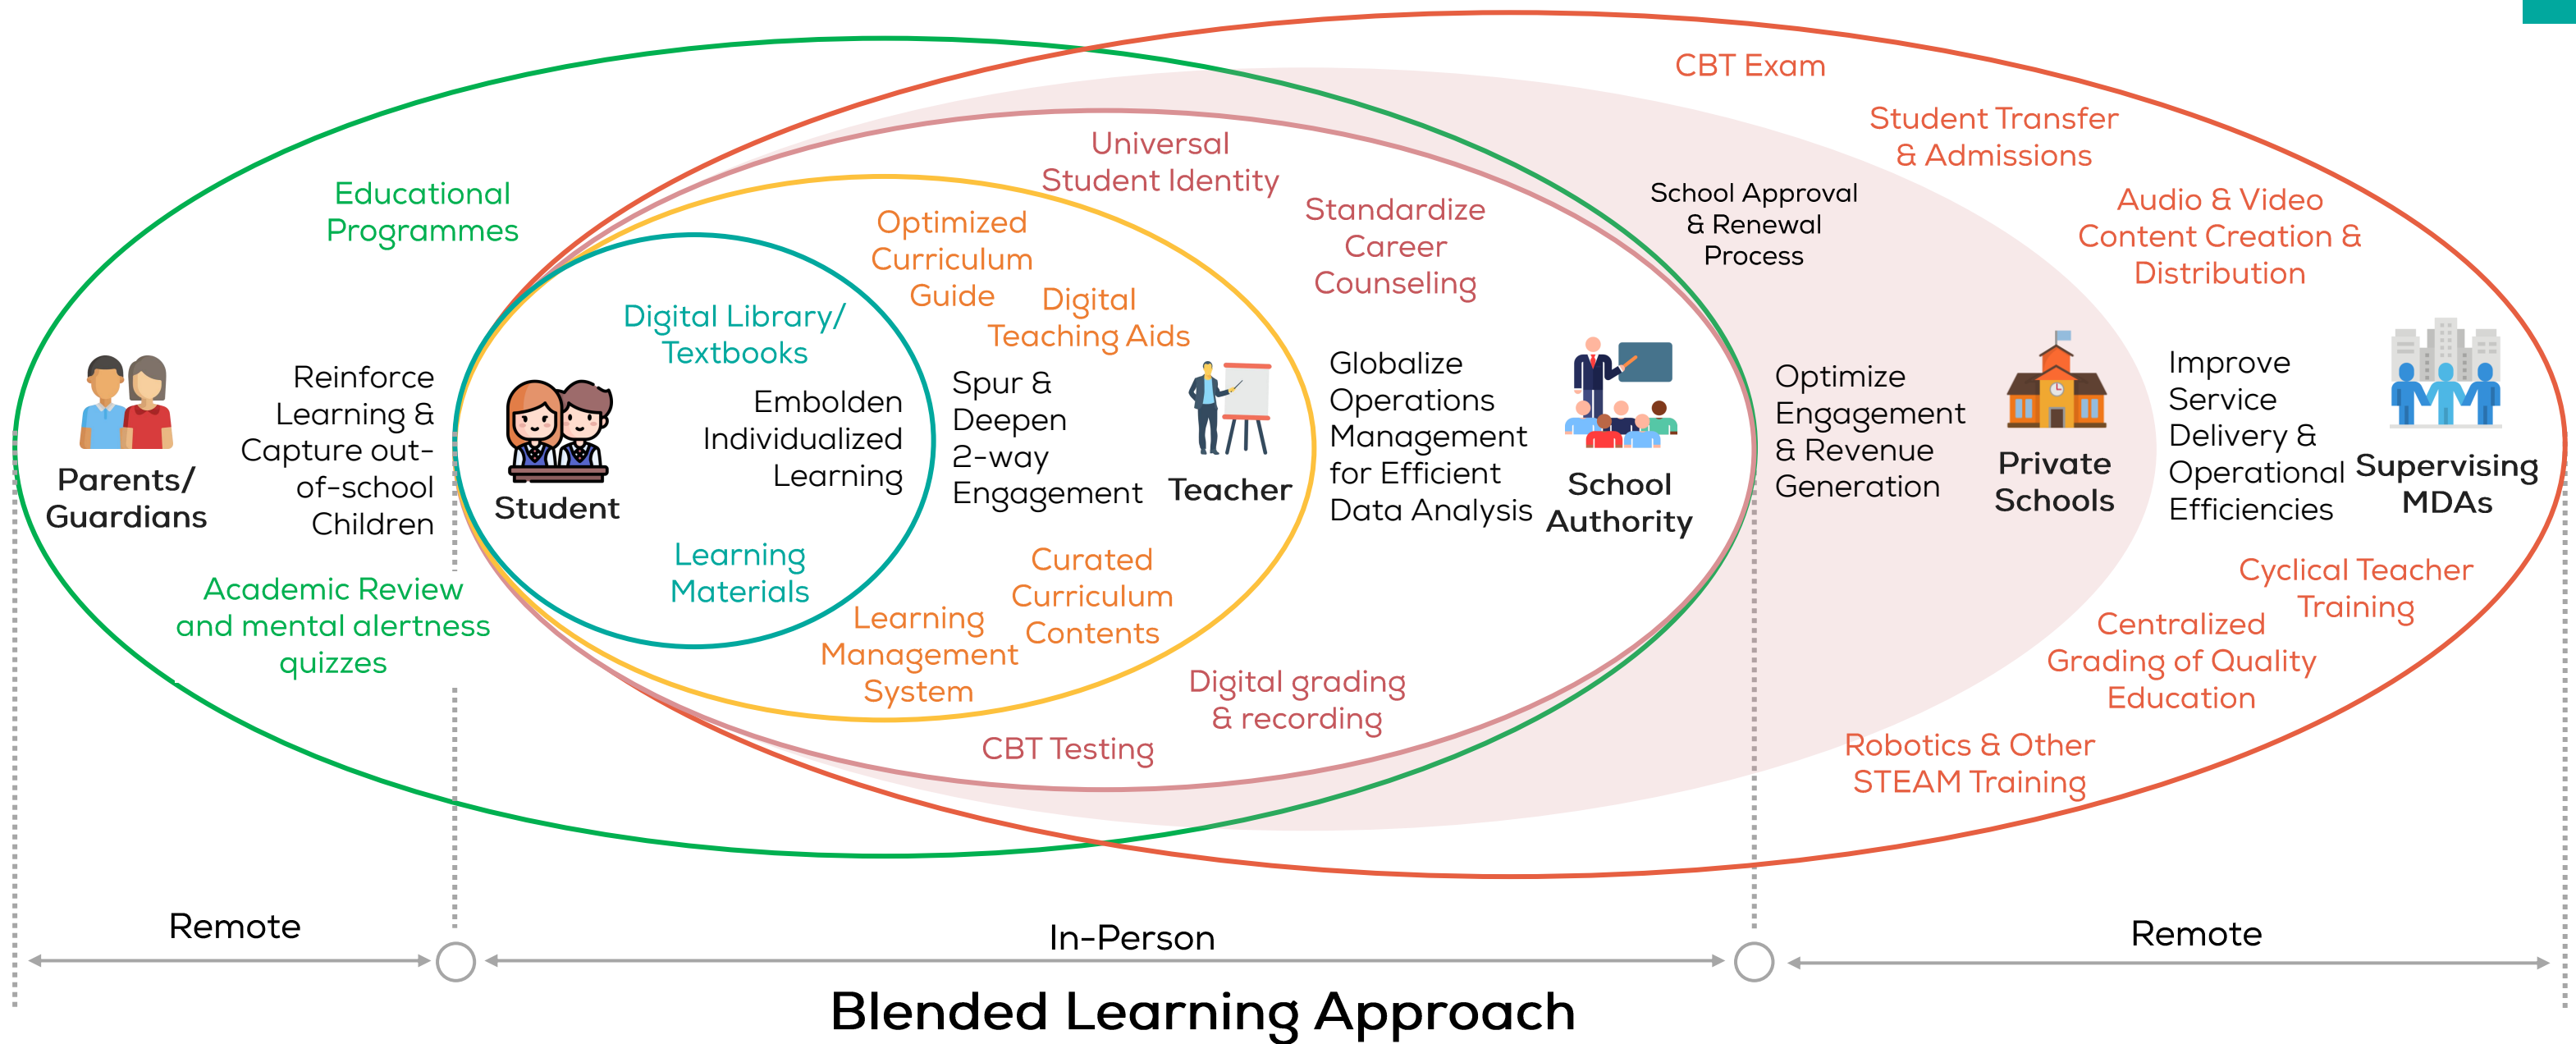 CBT Exam
Student Transfer
& Admissions
Universal
Student Identity
Educational
Programmes
Optimized
Curriculum
Guide
Standardize
Career
Counseling
School Approval
& Renewal
Process
Audio & Video
Content Creation &
Distribution
Digital Library/
Textbooks
Digital
Teaching Aids
Parents/
Guardians
Reinforce
Learning &
Capture out-
of-school
Children
Student
Embolden
Individualized
Learning
Spur &
Deepen
2-way
Engagement
Teacher
Globalize
Operations
Management
for Efficient
Data Analysis
School
Authority
Optimize
Engagement
& Revenue
Generation
Private
Schools
Improve
Service
Delivery &
Operational
Efficiencies
Supervising
MDAs
Academic Review
and mental alertness
quizzes
Learning
Materials
Learning
Management
System
Curated
Curriculum
Contents
Digital grading
& recording
CBT Testing
Cyclical Teacher
Training
Centralized
Grading of Quality
Education
Robotics & Other
STEAM Training
Remote
In-Person
Remote
Blended Learning Approach